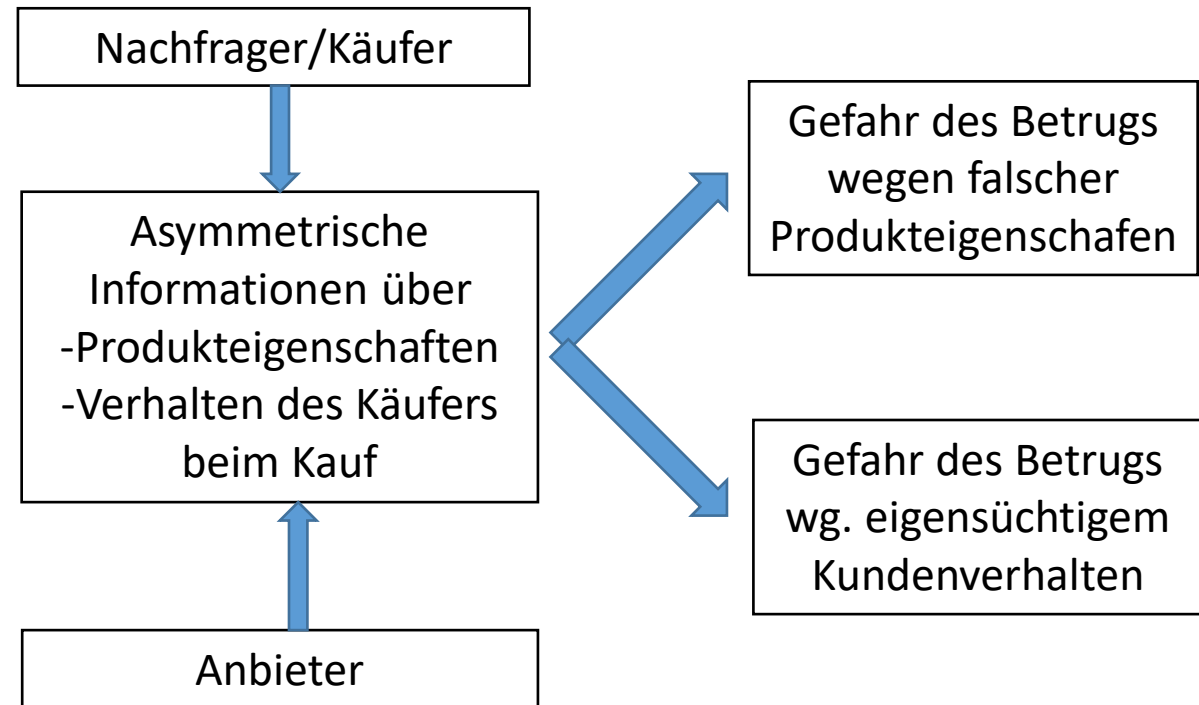 Nachfrager/Käufer
Asymmetrische
Informationen über
-Produkteigenschaften
-Verhalten des Käufers
beim Kauf
Anbieter
Gefahr des Betrugs
wegen falscher
Produkteigenschafen
Gefahr des Betrugs
wg. eigensüchtigem
Kundenverhalten